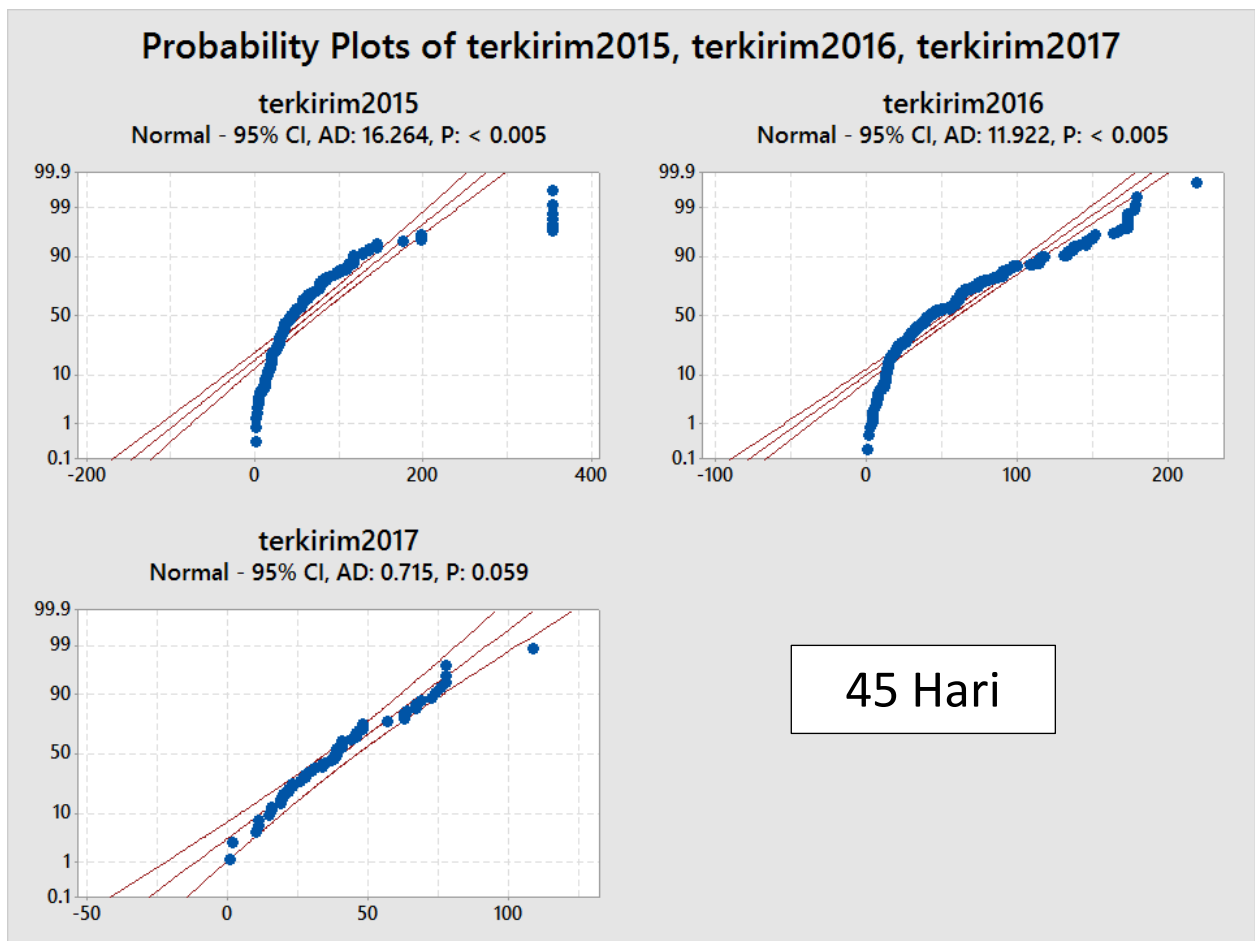 Probability Plots of terkirim2015, terkirim2016, terkirim2017
terkirim2015
Normal - 95% CI, AD: 16.264, P: < 0.005
99.9
99
90
50
10
1
0.1
-200 0 200 400
terkirim2016
Normal - 95% CI, AD: 11.922, P: < 0.005
99.9
99
90
50
10
1
0.1
-100 0 100 200
terkirim2017
Normal - 95% CI, AD: 0.715, P: 0.059
99.9
99
90
50
10
1
0.1
-50 0 50 100
45 Hari